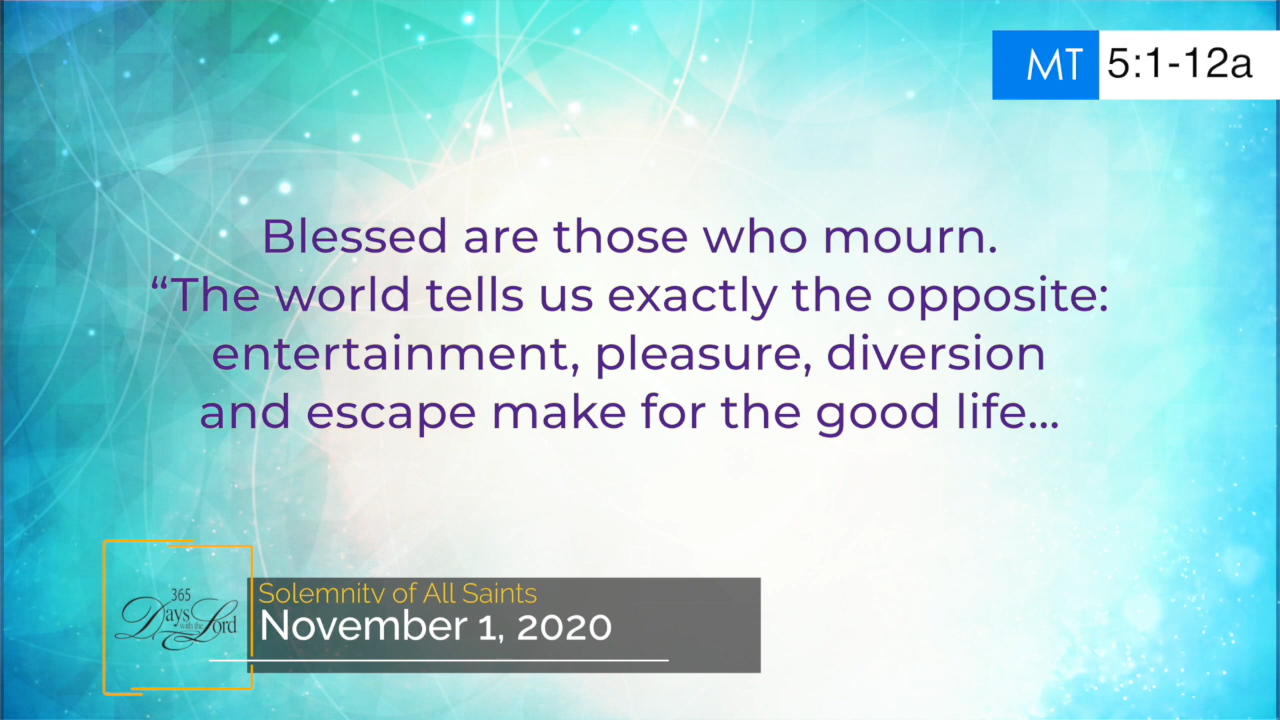 MT 5:1-12a
Blessed are those who mourn.
“The world tells us exactly the opposite:
entertainment, pleasure, diversion
and escape make for the good life...
365
Days with the Lord
Solemnity of All Saints
November 1, 2020